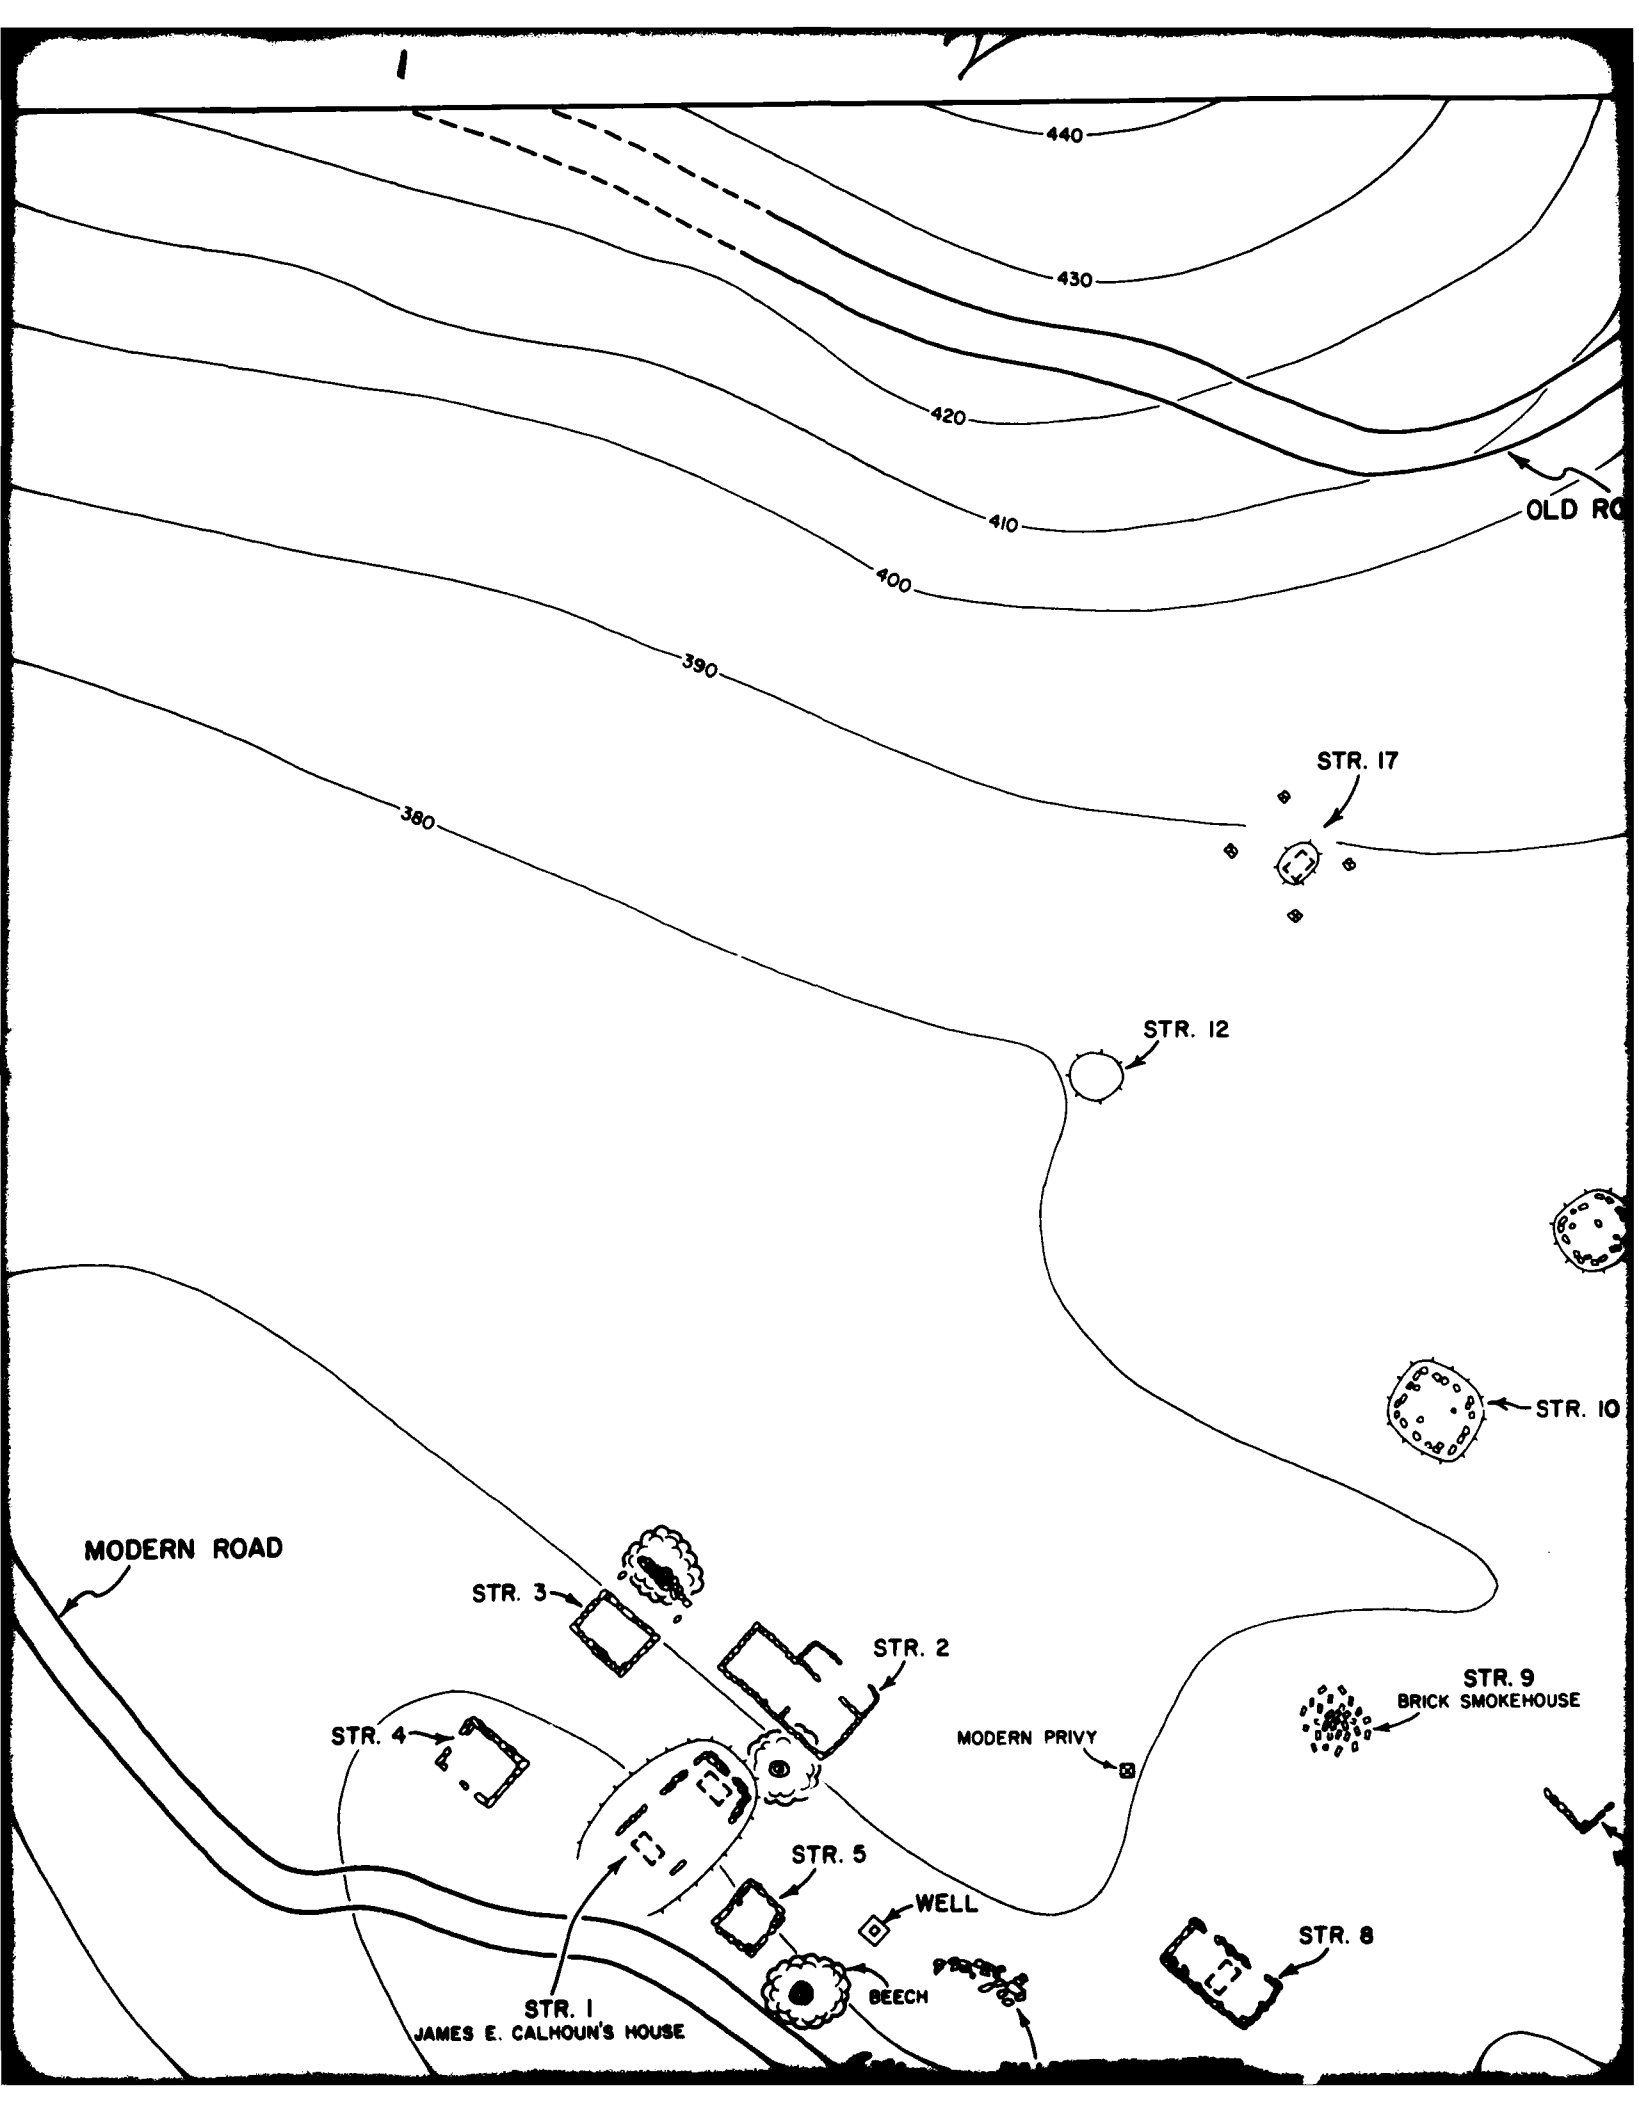 440
430
420
OLD
410
400
390
STR. 17
380
STR. 12
STR. 10
MODERN ROAD
STR. 3
STR. 2
STR. 9
BRICK SMOKEHOUSE
STR. 4
MODERN PRIVY
STR. 5
WELL
STR. 8
BEECH
STR. 1
JAMES E. CALHOUN'S HOUSE